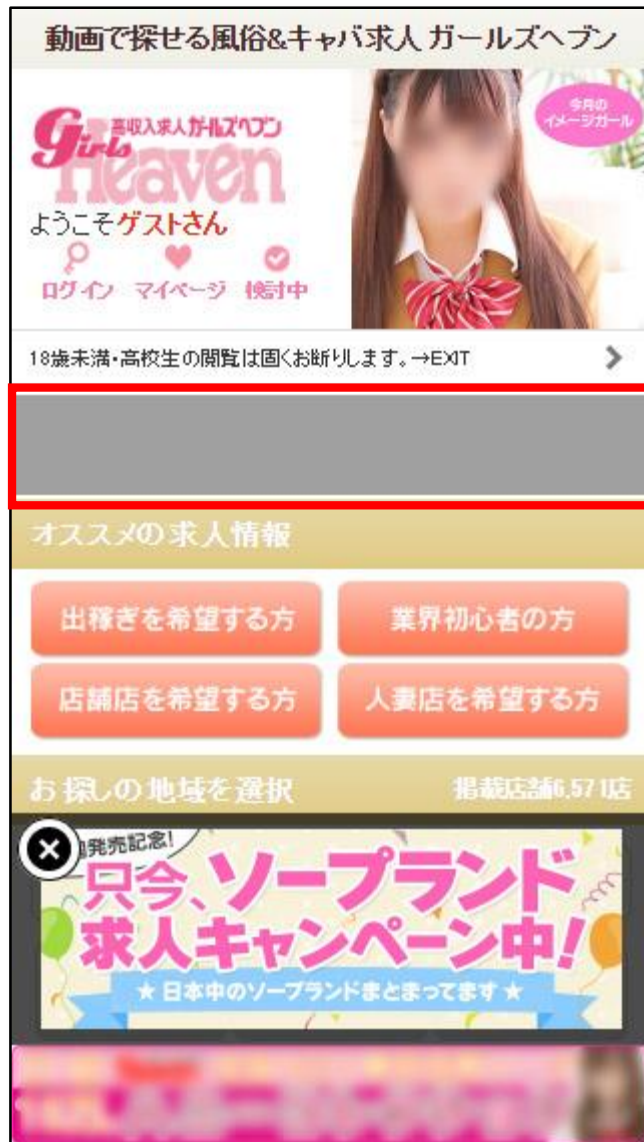 動画で探せる風俗&キャバ求人 ガールズヘブン
今月の
イメージガール
高収入求人ガールズヘブン
Girls
Heaven
ようこそゲストさん
ログイン マイページ 検討中
18歳未満・高校生の閲覧は固くお断りします。→EXIT
オススメの求人情報
出稼ぎを希望する方 業界初心者の方
店舗店を希望する方 人妻店を希望する方
お探しの地域を選択 掲載店舗6,571店
発売記念!
只今、ソープランド
求人キャンペーン中!
★日本中のソープランドまとまってます★